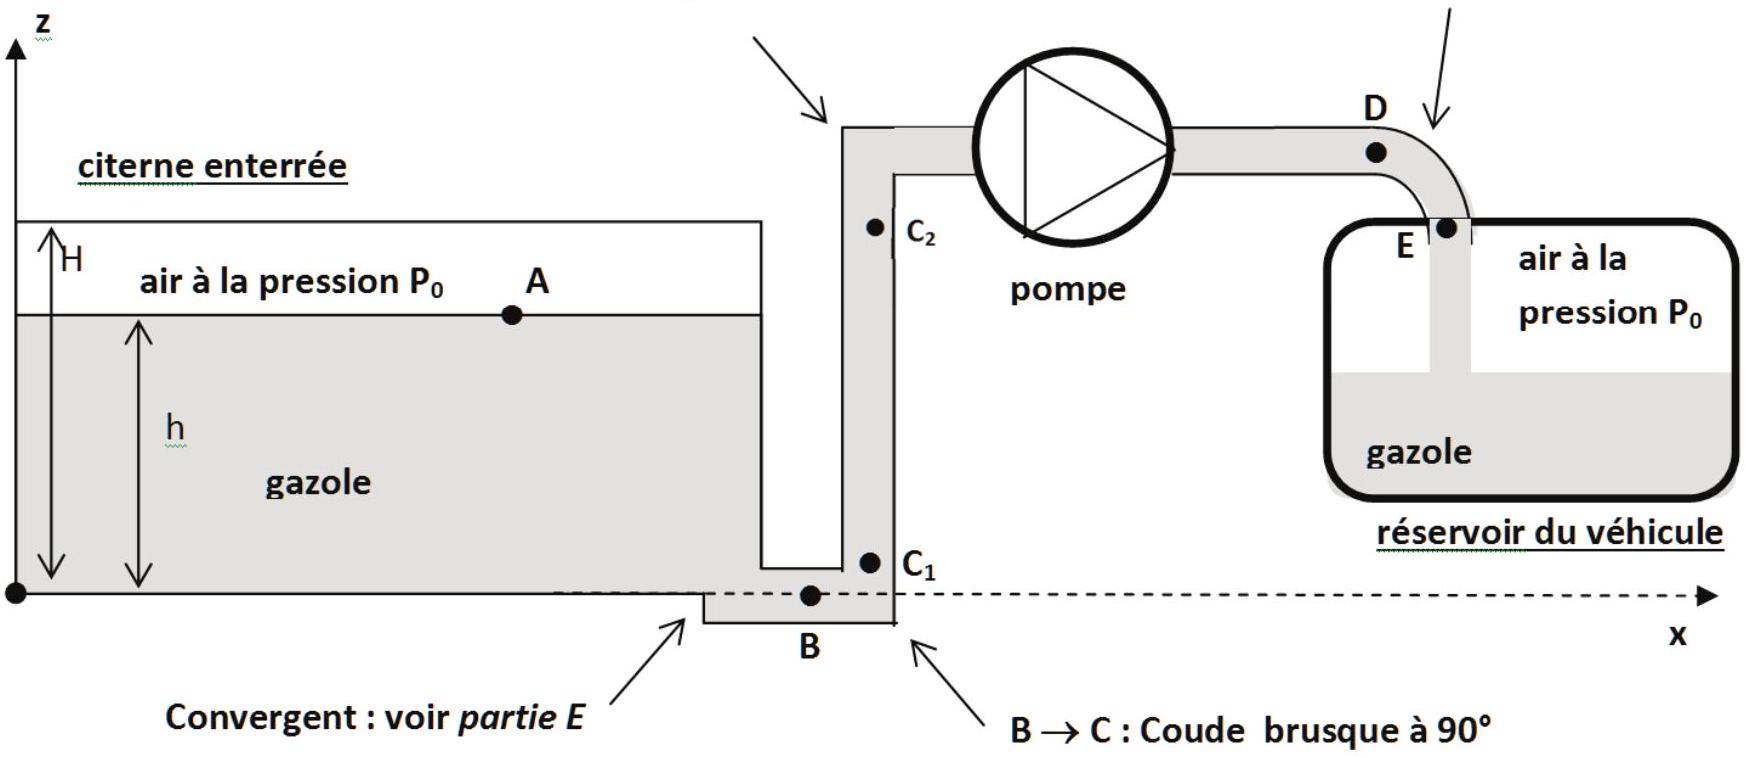 z
D
citerne enterrée
H
air à la pression P₀
A
C₂
E
air à la
pression P₀
pompe
h
gazole
gazole
réservoir du véhicule
C₁
B
x
Convergent : voir partie E
B → C : Coude brusque à 90°